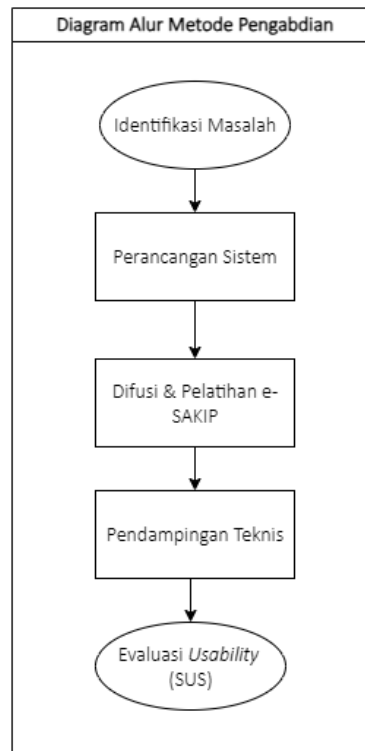 Diagram Alur Metode Pengabdian
Identifikasi Masalah
Perancangan Sistem
Difusi & Pelatihan e-
SAKIP
Pendampingan Teknis
Evaluasi Usability
(SUS)